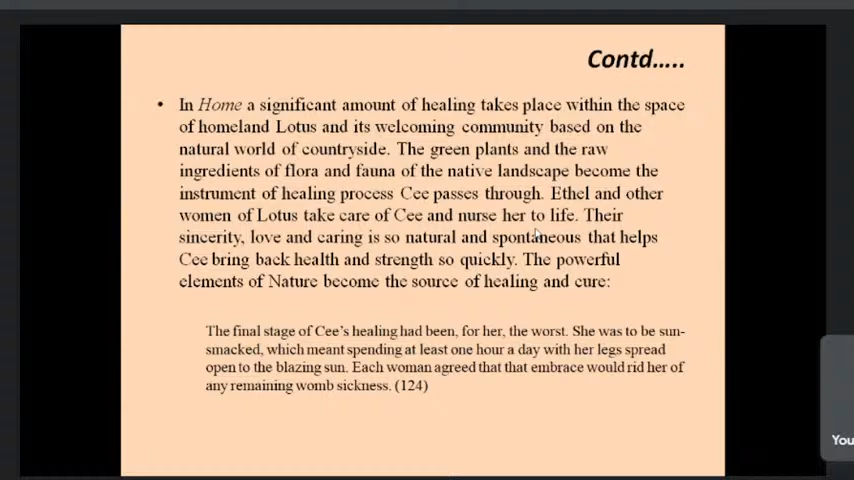 Contd…..
• In Home a significant amount of healing takes place within the space
of homeland Lotus and its welcoming community based on the
natural world of countryside. The green plants and the raw
ingredients of flora and fauna of the native landscape become the
instrument of healing process Cee passes through. Ethel and other
women of Lotus take care of Cee and nurse her to life. Their
sincerity, love and caring is so natural and spontaneous that helps
Cee bring back health and strength so quickly. The powerful
elements of Nature become the source of healing and cure:
The final stage of Cee's healing had been, for her, the worst. She was to be sun-
smacked, which meant spending at least one hour a day with her legs spread
open to the blazing sun. Each woman agreed that that embrace would rid her of
any remaining womb sickness. (124)
You